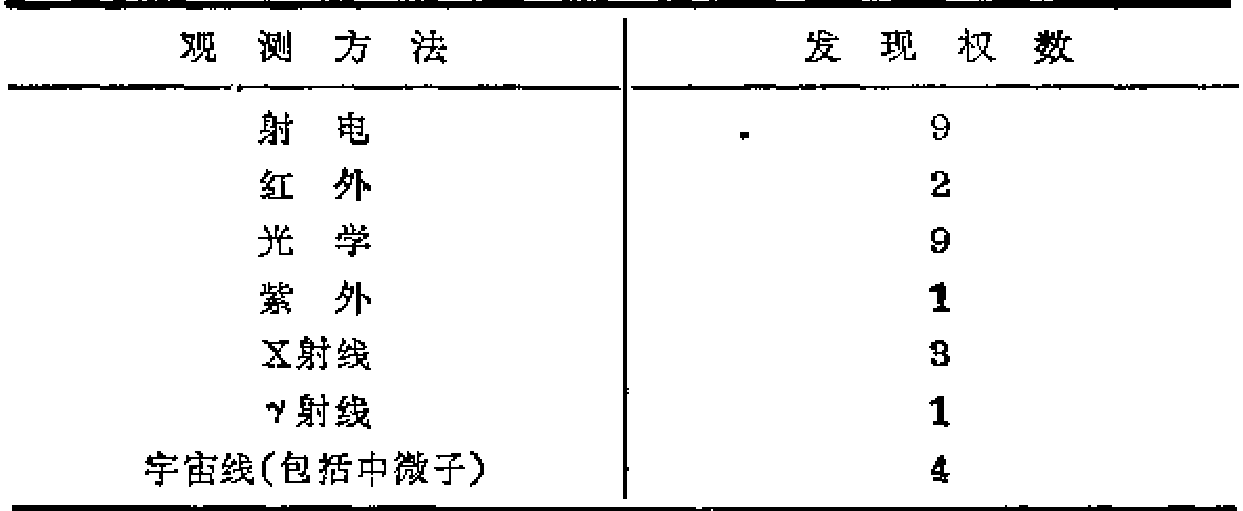 观测方法 发现权数
射电 9
红外 2
光学 9
紫外 1
X射线 3
γ射线 1
宇宙线(包括中微子) 4